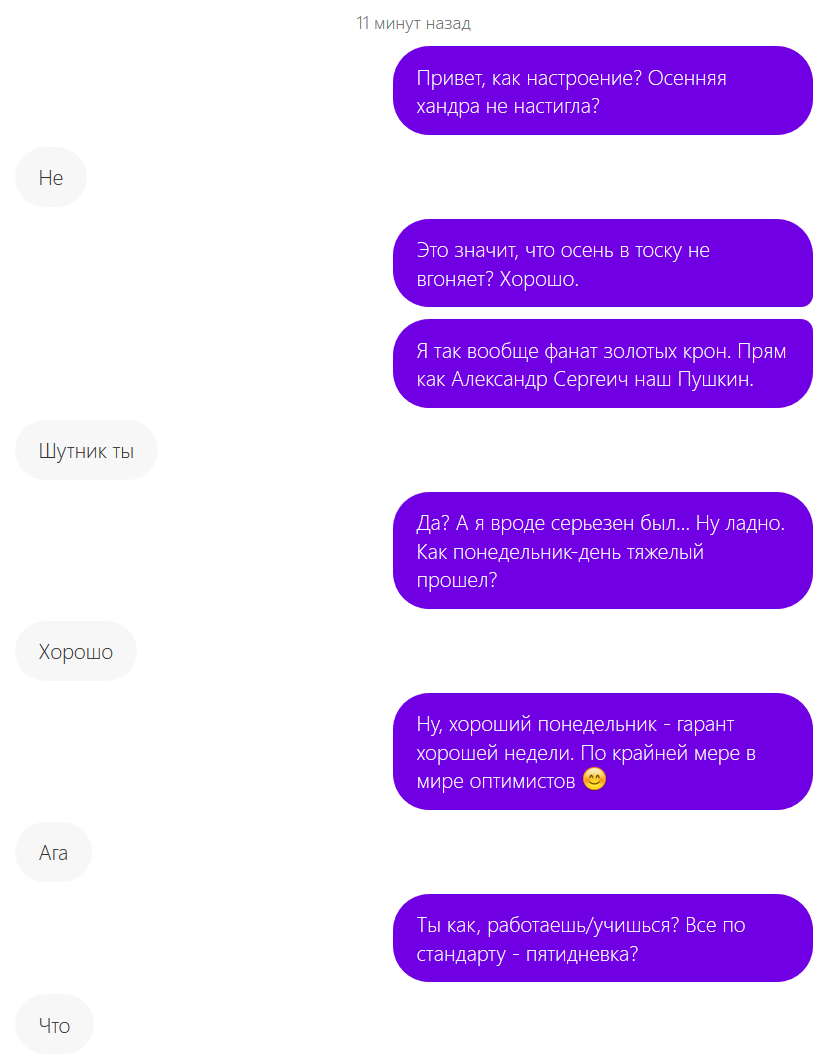 11 минут назад
Привет, как настроение? Осенняя
хандра не настигла?
Не
Это значит, что осень в тоску не
вгоняет? Хорошо.
Я так вообще фанат золотых крон. Прям
как Александр Сергеич наш Пушкин.
Шутник ты
Да? А я вроде серьезен был... Ну ладно.
Как понедельник-день тяжелый
прошел?
Хорошо
Ну, хороший понедельник - гарант
хорошей недели. По крайней мере в
мире оптимистов 😊
Ага
Ты как, работаешь/учишься? Все по
стандарту - пятидневка?
Что